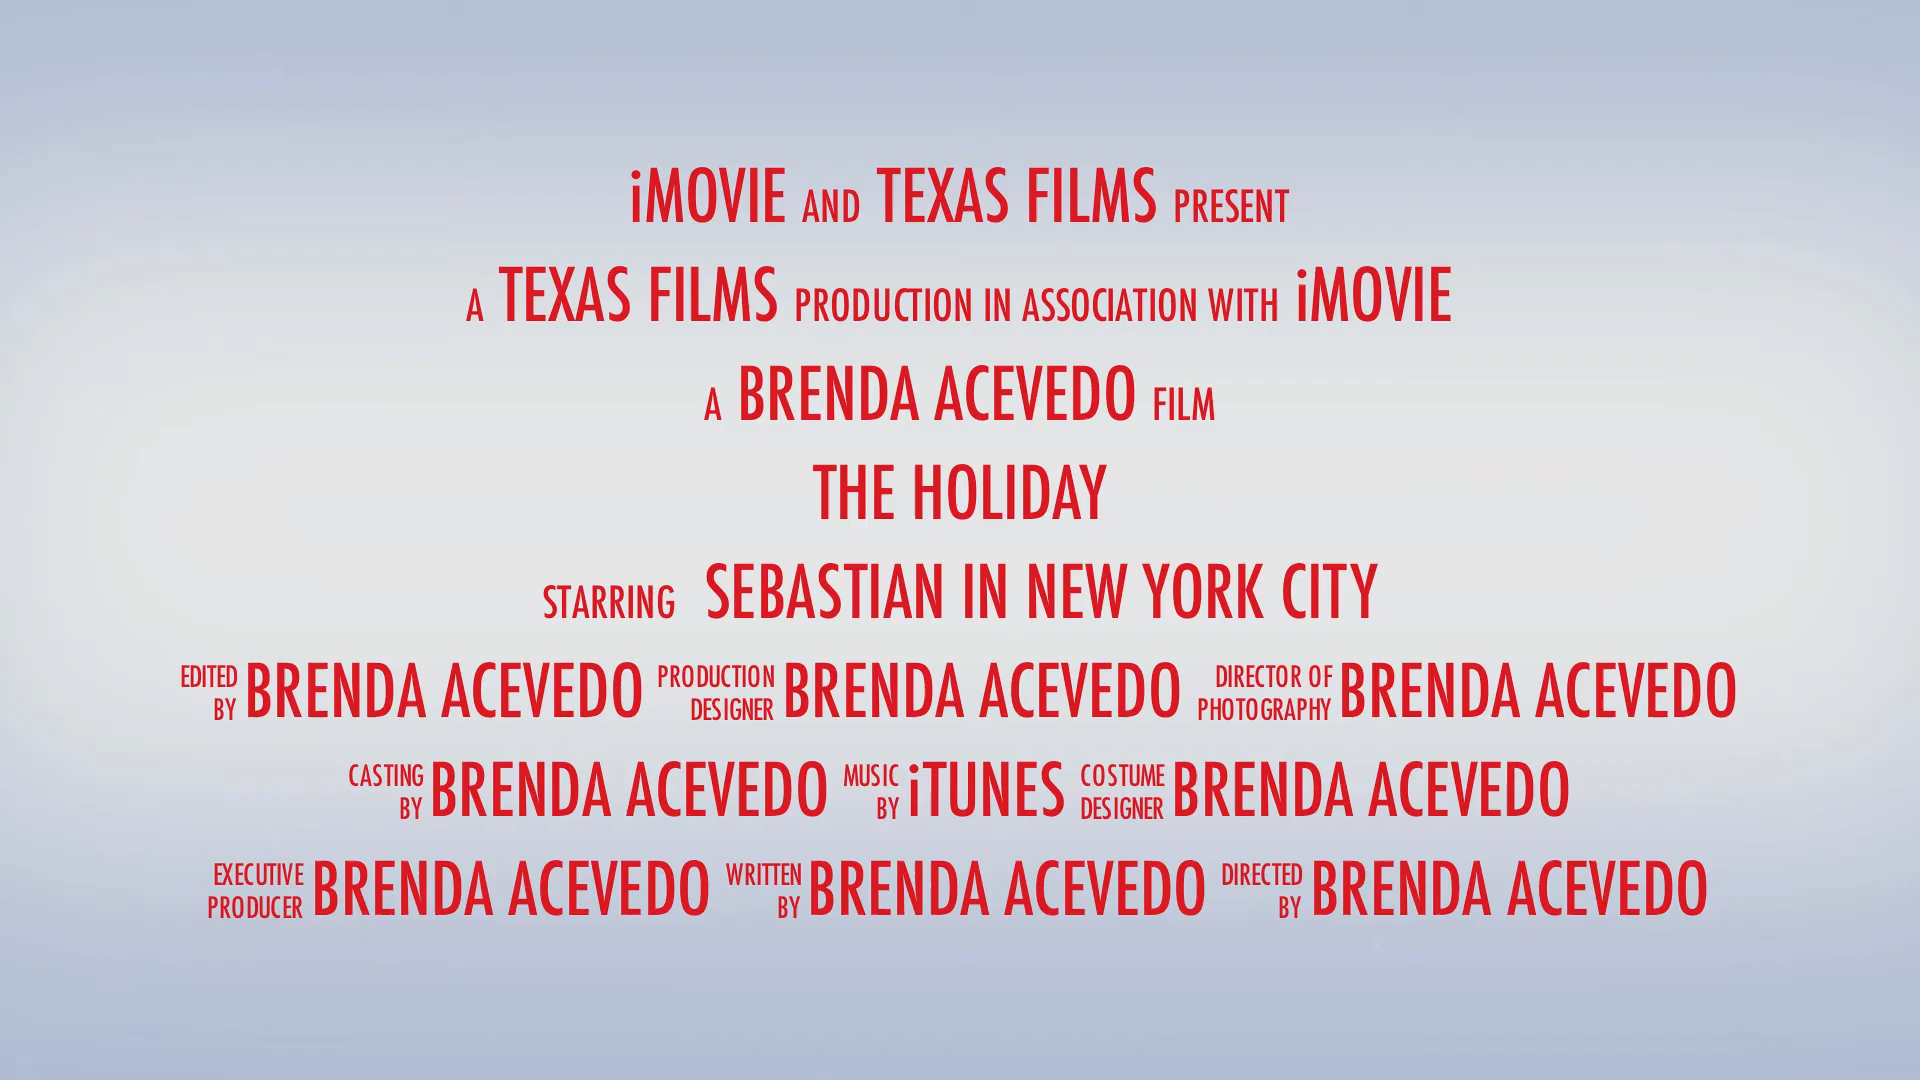 iMOVIE AND TEXAS FILMS PRESENT
A TEXAS FILMS PRODUCTION IN ASSOCIATION WITH iMOVIE
A BRENDA ACEVEDO FILM
THE HOLIDAY
STARRING SEBASTIAN IN NEW YORK CITY
EDITED BY BRENDA ACEVEDO PRODUCTION DESIGNER BRENDA ACEVEDO DIRECTOR OF PHOTOGRAPHY BRENDA ACEVEDO
CASTING BY BRENDA ACEVEDO MUSIC BY iTUNES COSTUME DESIGNER BRENDA ACEVEDO
EXECUTIVE PRODUCER BRENDA ACEVEDO WRITTEN BY BRENDA ACEVEDO DIRECTED BY BRENDA ACEVEDO